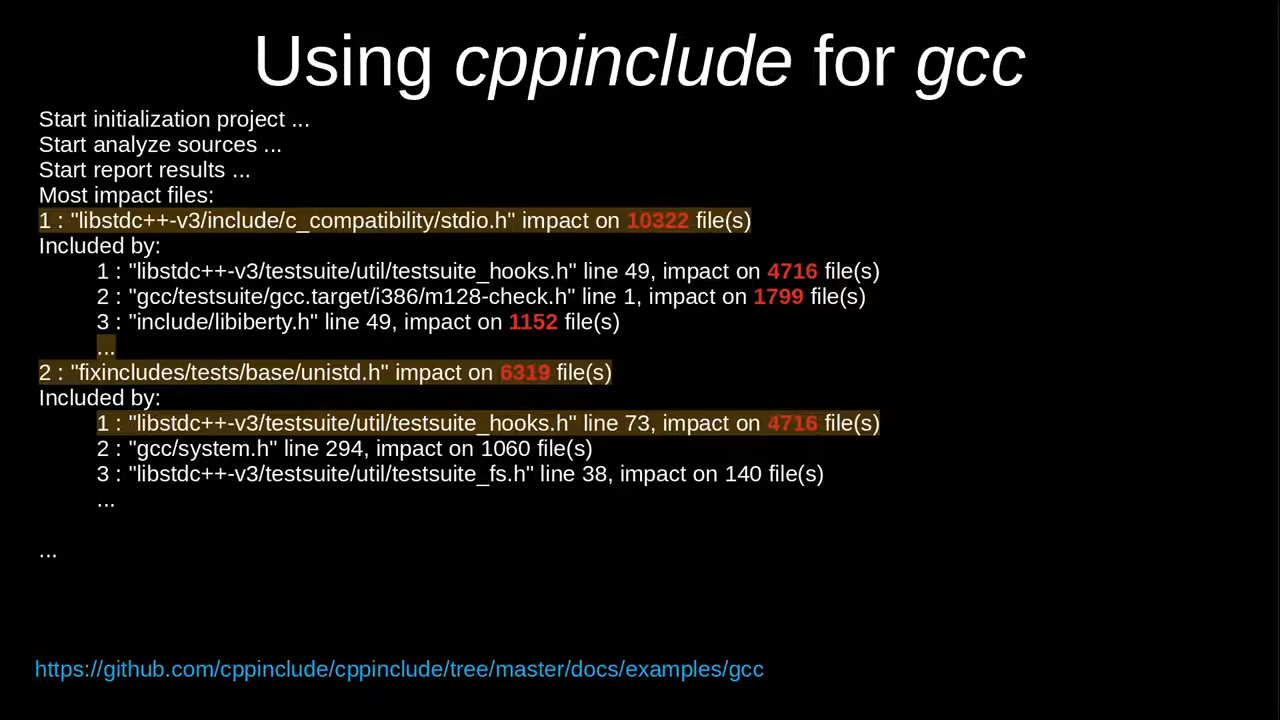 Using cppinclude for gcc
Start initialization project ...
Start analyze sources ...
Start report results ...
Most impact files:
1 : "libstdc++-v3/include/c_compatibility/stdio.h" impact on 10322 file(s)
Included by:
1 : "libstdc++-v3/testsuite/util/testsuite_hooks.h" line 49, impact on 4716 file(s)
2 : "gcc/testsuite/gcc.target/i386/m128-check.h" line 1, impact on 1799 file(s)
3 : "include/libiberty.h" line 49, impact on 1152 file(s)
...
2 : "fixincludes/tests/base/unistd.h" impact on 6319 file(s)
Included by:
1 : "libstdc++-v3/testsuite/util/testsuite_hooks.h" line 73, impact on 4716 file(s)
2 : "gcc/system.h" line 294, impact on 1060 file(s)
3 : "libstdc++-v3/testsuite/util/testsuite_fs.h" line 38, impact on 140 file(s)
...
...
https://github.com/cppinclude/cppinclude/tree/master/docs/examples/gcc